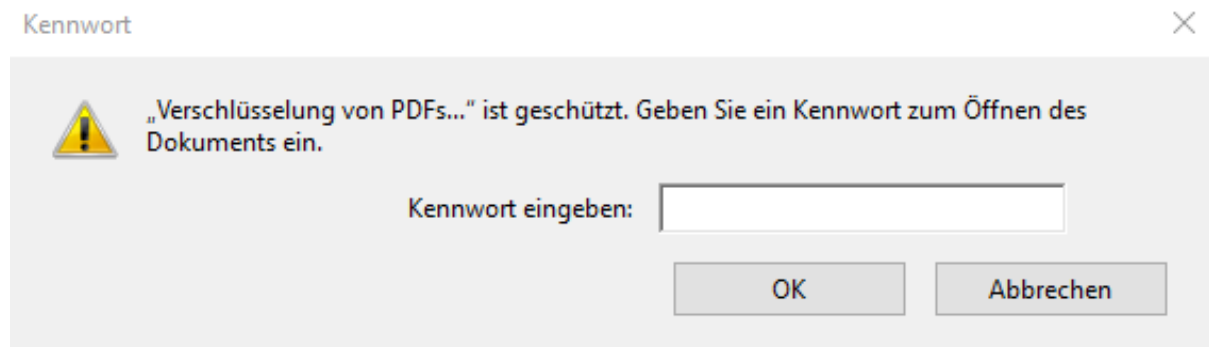 Kennwort
„Verschlüsselung von PDFs...“ ist geschützt. Geben Sie ein Kennwort zum Öffnen des
Dokuments ein.
Kennwort eingeben:
OK
Abbrechen